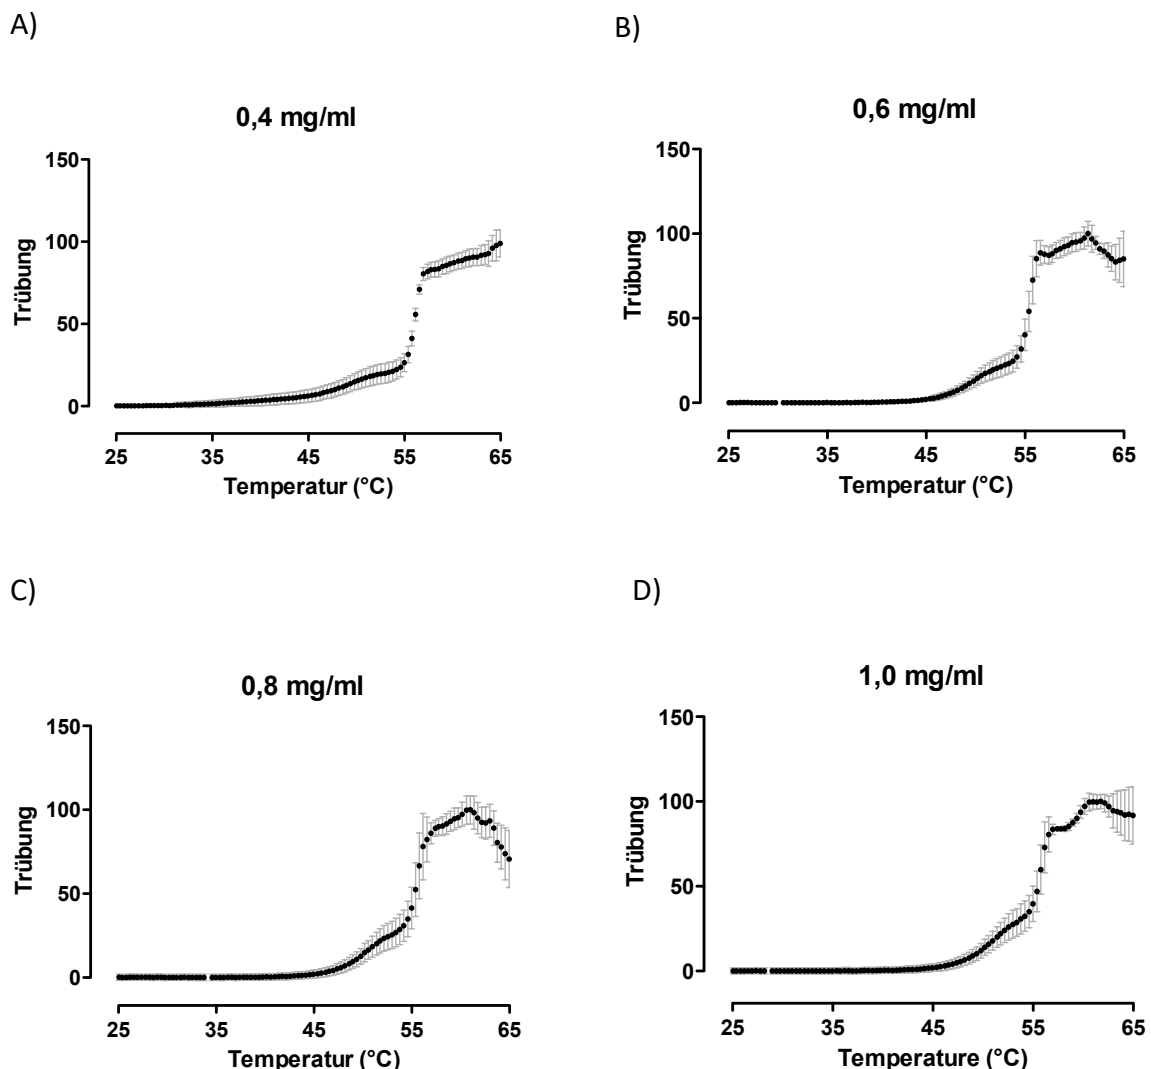 A)
0,4 mg/ml
150
100
50
0
Trübung
25 35 45 55 65
Temperatur (°C)
B)
0,6 mg/ml
150
100
50
0
Trübung
25 35 45 55 65
Temperatur (°C)
C)
0,8 mg/ml
150
100
50
0
Trübung
25 35 45 55 65
Temperatur (°C)
D)
1,0 mg/ml
150
100
50
0
Trübung
25 35 45 55 65
Temperature (°C)